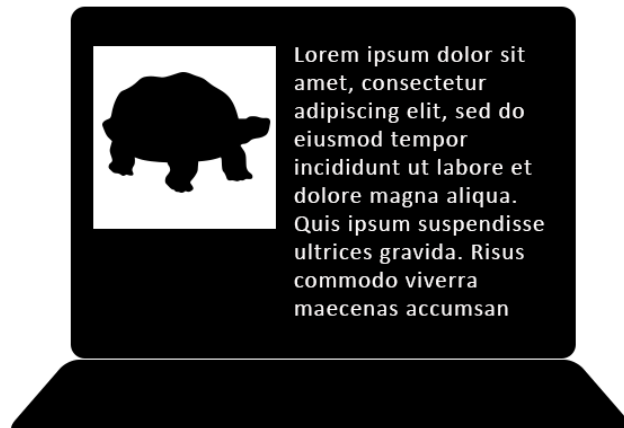 Lorem ipsum dolor sit
amet, consectetur
adipiscing elit, sed do
eiusmod tempor
incididunt ut labore et
dolore magna aliqua.
Quis ipsum suspendisse
ultrices gravida. Risus
commodo viverra
maecenas accumsan